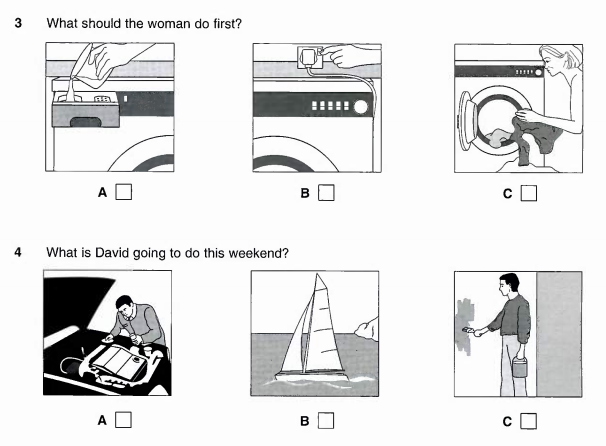 3 What should the woman do first?
A B C
4 What is David going to do this weekend?
A B C